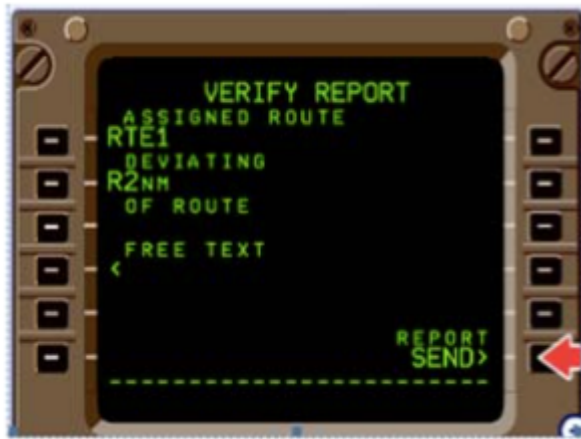 VERIFY REPORT
ASSIGNED ROUTE
RTE1
DEVIATING
R2NM
OF ROUTE
FREE TEXT
<
REPORT
SEND>
----------------------------